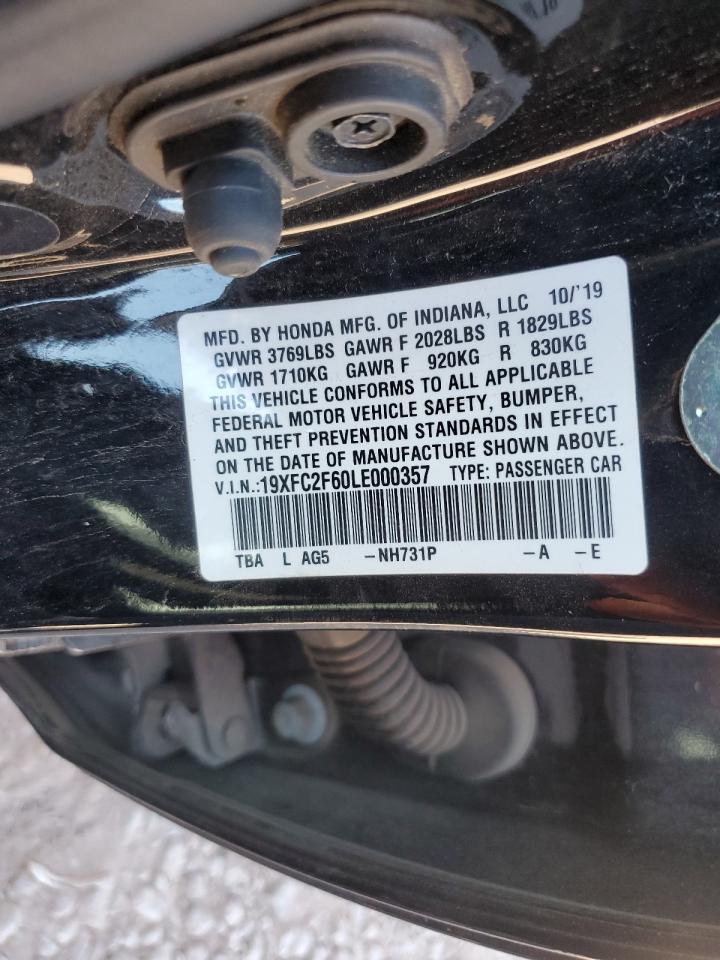 MFD. BY HONDA MFG. OF INDIANA, LLC 10/'19
GVWR 3769LBS GAWR F 2028LBS R 1829LBS
GVWR 1710KG GAWR F 920KG R 830KG
THIS VEHICLE CONFORMS TO ALL APPLICABLE
FEDERAL MOTOR VEHICLE SAFETY, BUMPER,
AND THEFT PREVENTION STANDARDS IN EFFECT
ON THE DATE OF MANUFACTURE SHOWN ABOVE.
V.I.N.:19XFC2F60LE000357 TYPE: PASSENGER CAR
TBA L AG5 -NH731P -A -E